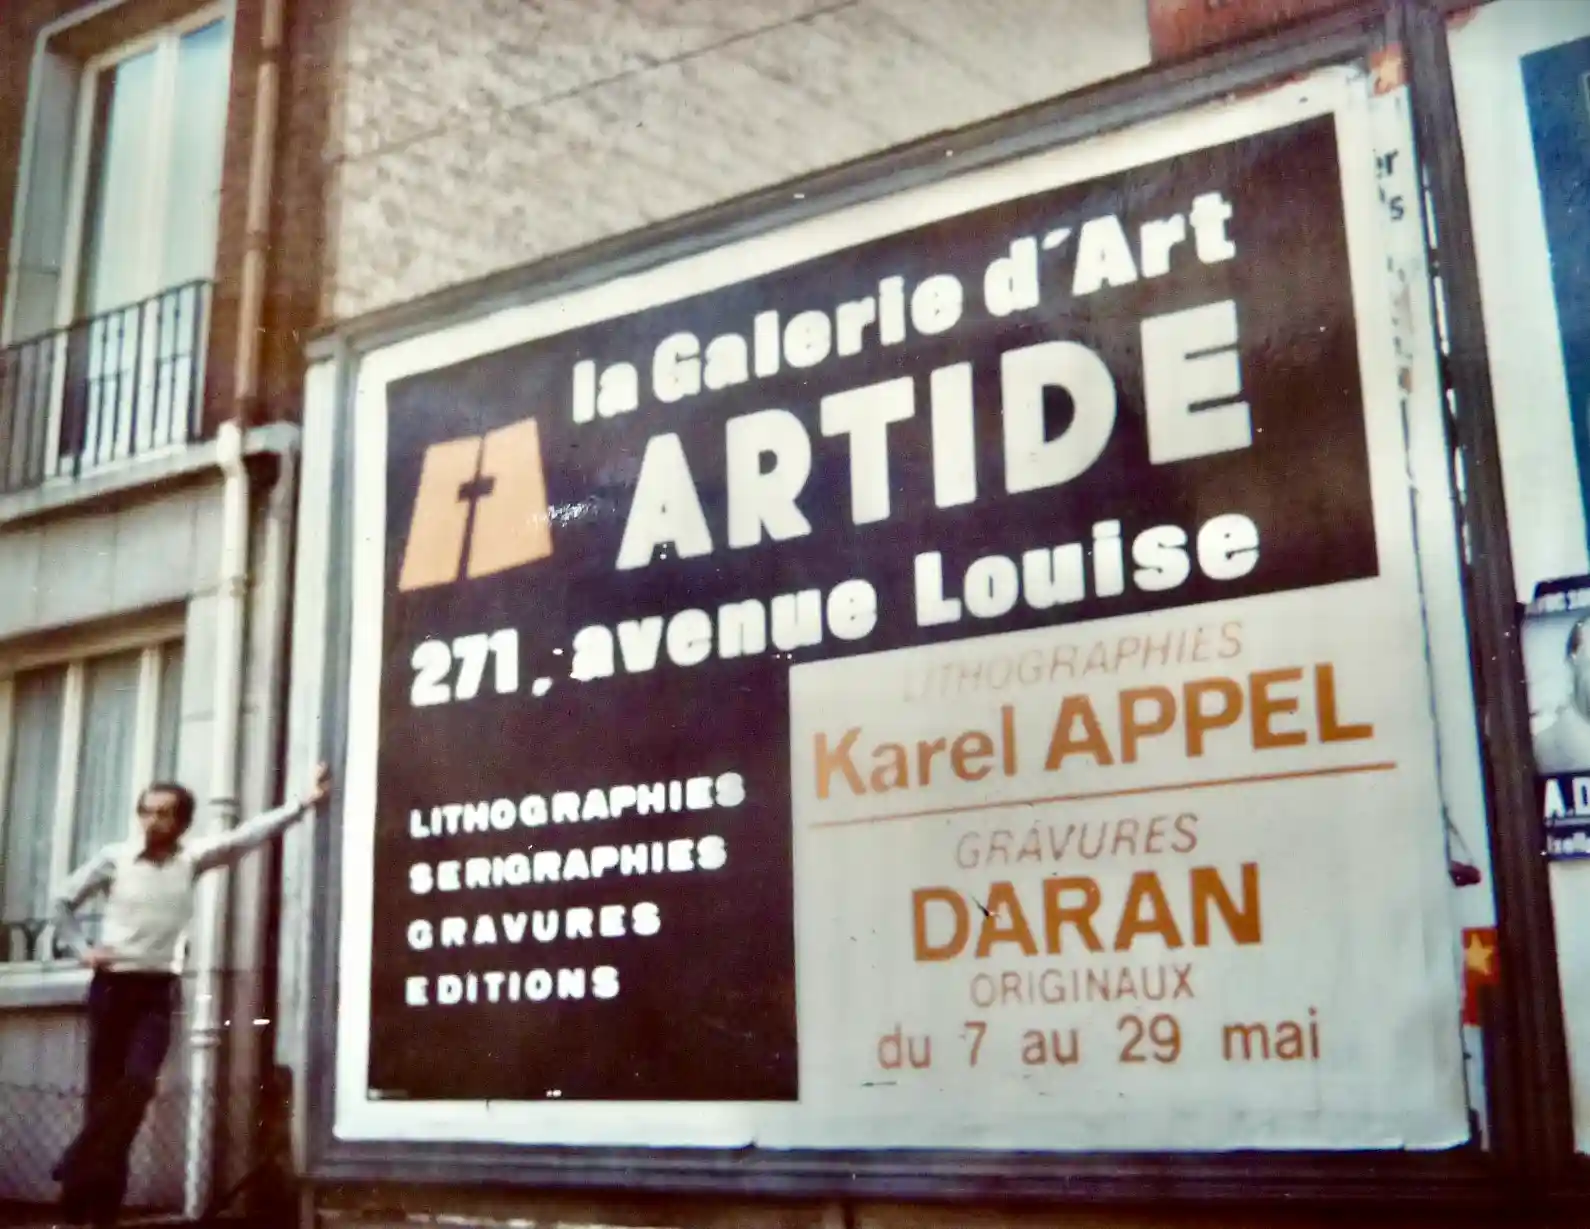 la Galerie d´Art
ARTIDE
271, avenue Louise
LITHOGRAPHIES
SERIGRAPHIES
GRAVURES
EDITIONS
LITHOGRAPHIES
Karel APPEL
GRAVURES
DARAN
ORIGINAUX
du 7 au 29 mai